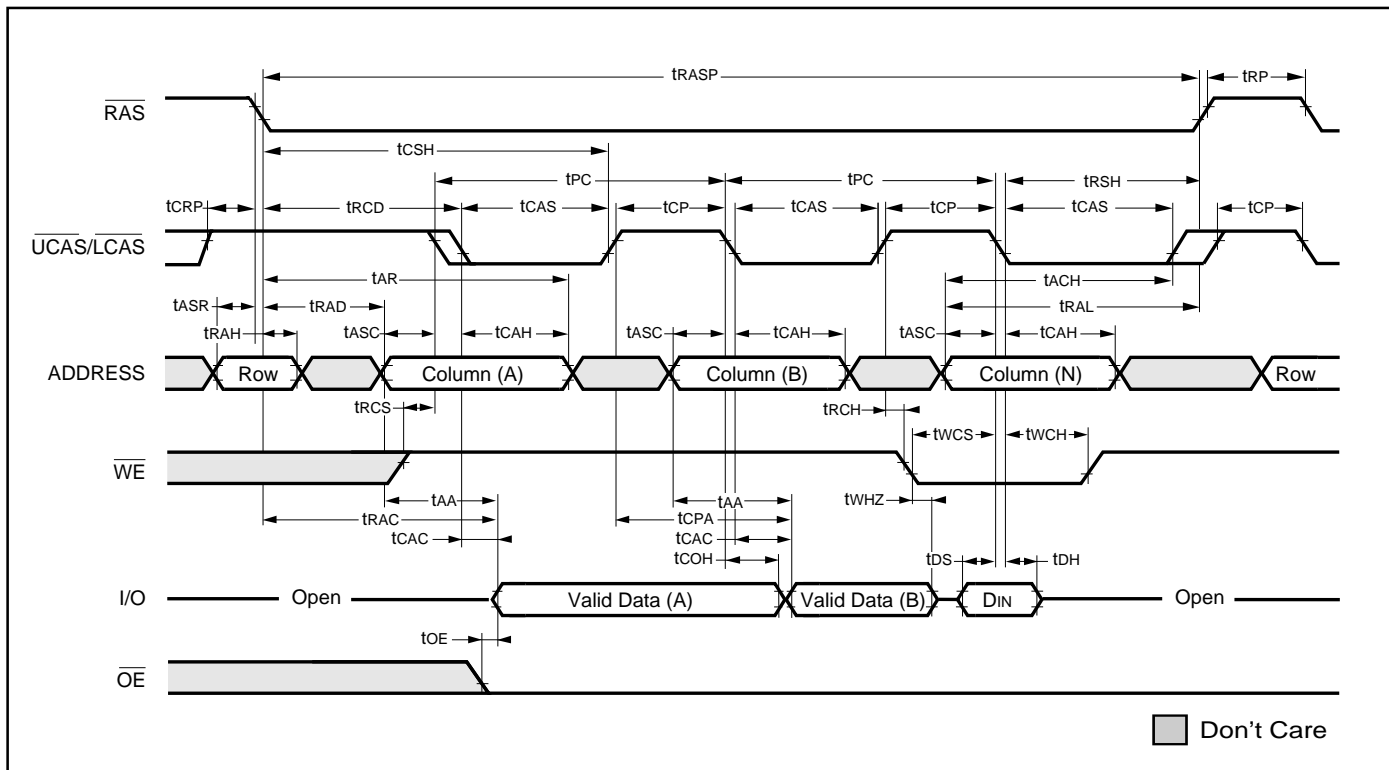 tRASP
tRP
RAS
tCSH
tPC
tPC
tRSH
tCRP
tRCD
tCAS
tCP
tCAS
tCP
tCAS
tCP
UCAS/LCAS
tAR
tACH
tASR
tRAD
tRAL
tRAH
tASC
tCAH
tASC
tCAH
tASC
tCAH
ADDRESS
Row
Column (A)
Column (B)
Column (N)
Row
tRCS
tRCH
tWCS
tWCH
WE
tAA
tAA
tWHZ
tRAC
tCPA
tCAC
tCAC
tCOH
tDS
tDH
I/O
Open
Valid Data (A)
Valid Data (B)
DIN
Open
tOE
OE
Don't Care